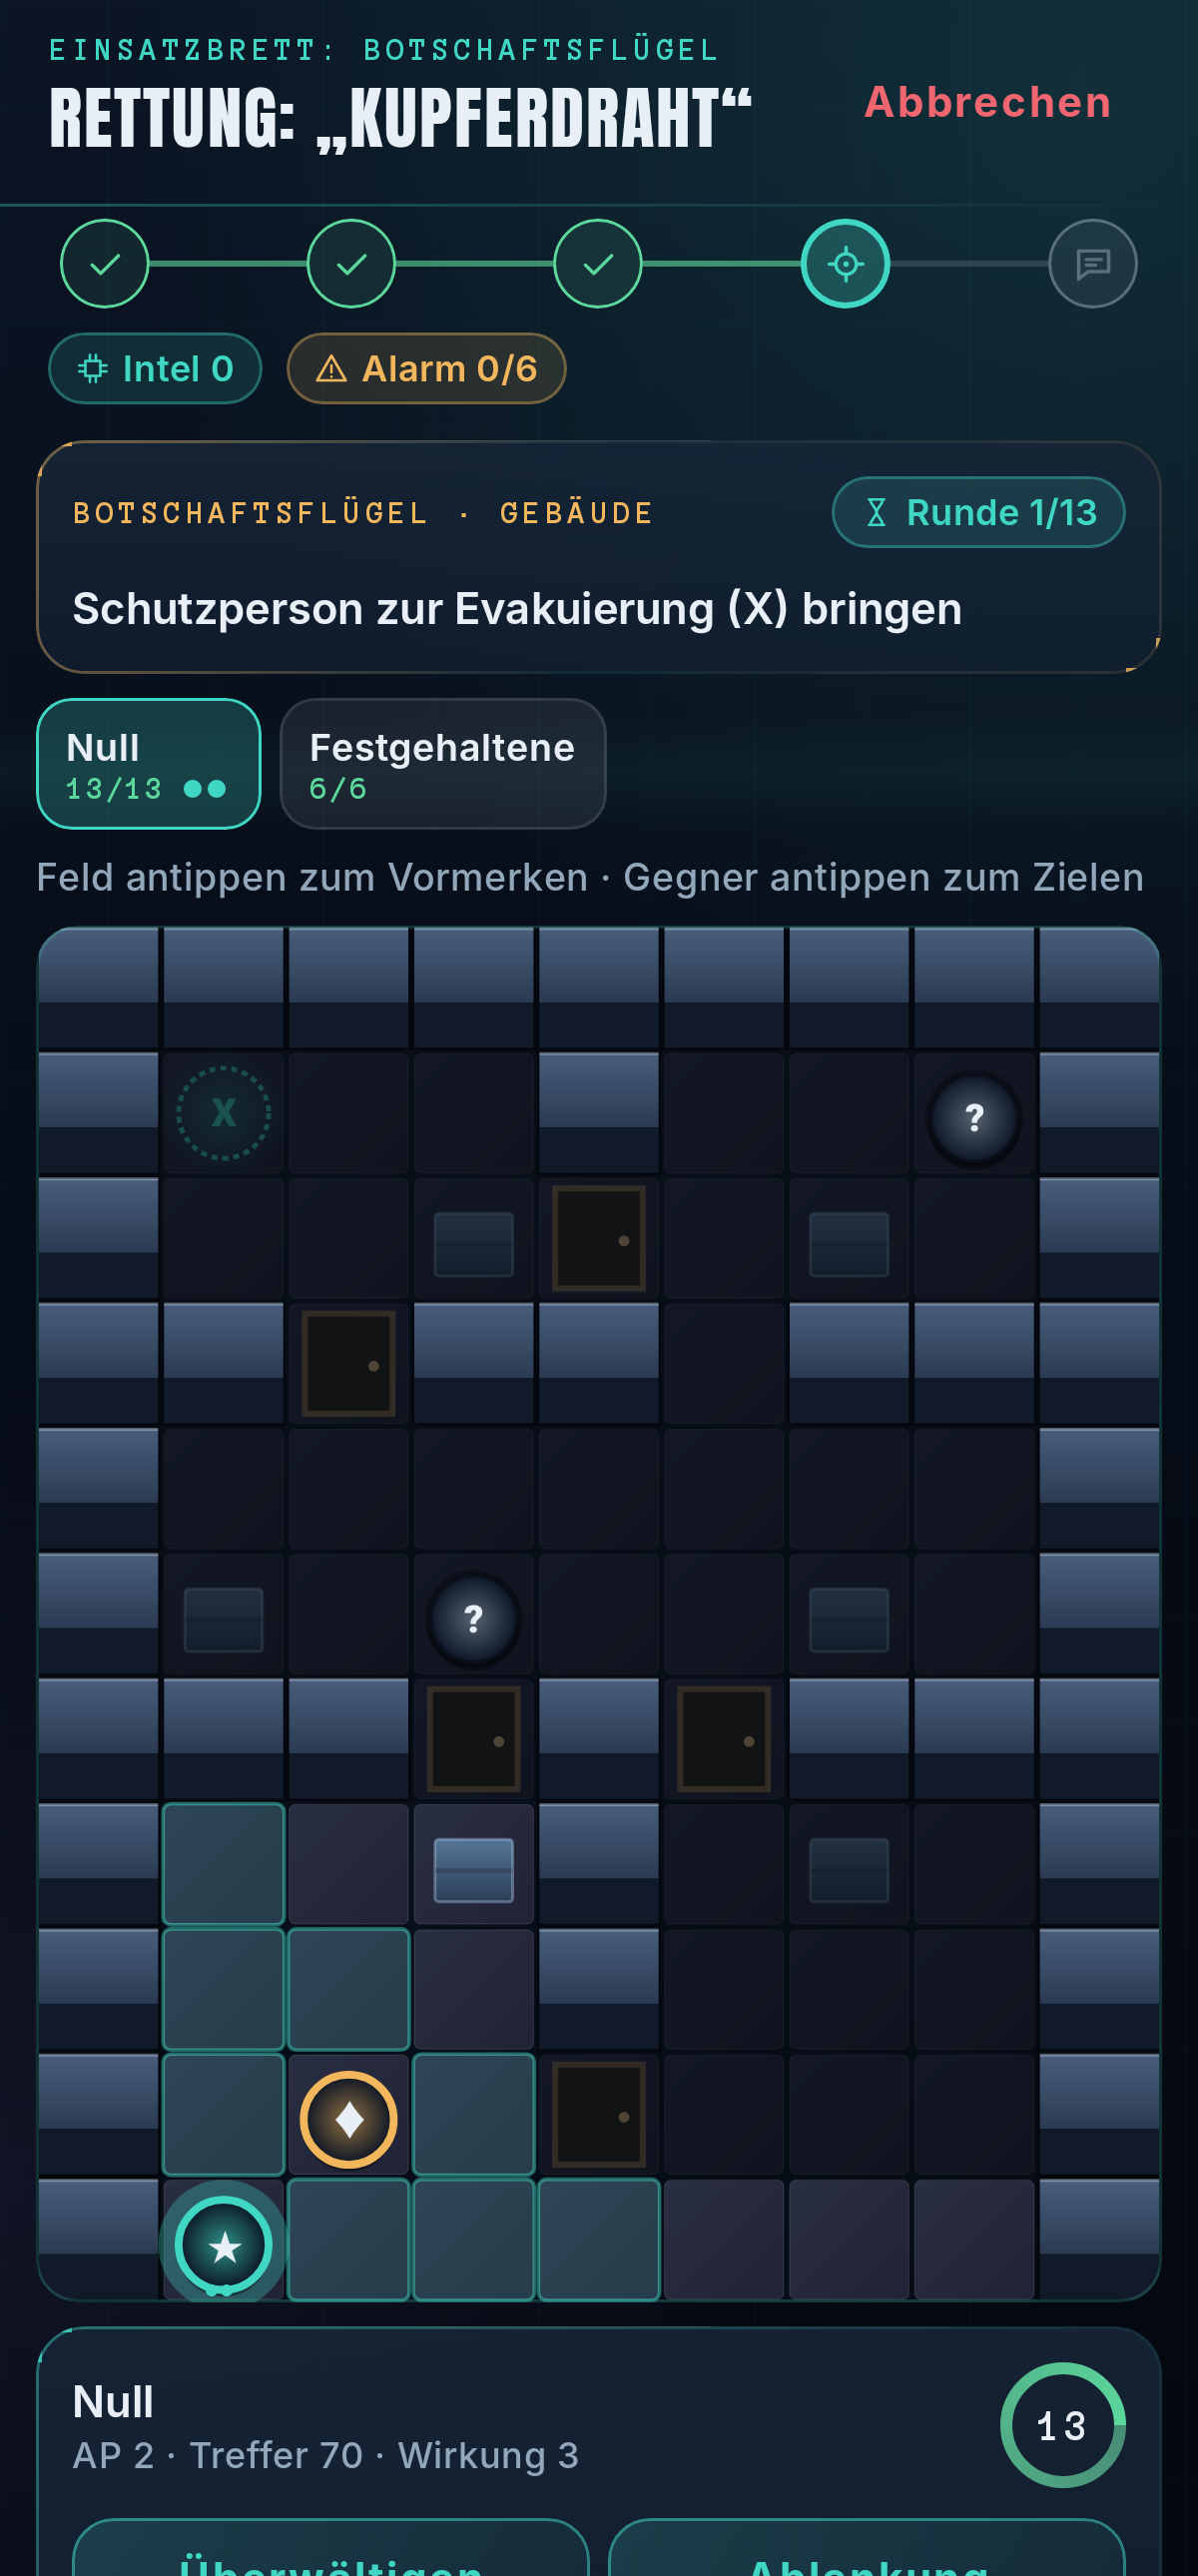 EINSATZBRETT: BOTSCHAFTSFLÜGEL
RETTUNG: „KUPFERDRAHT“
Abbrechen
Intel 0
Alarm 0/6
BOTSCHAFTSFLÜGEL · GEBÄUDE
Runde 1/13
Schutzperson zur Evakuierung (X) bringen
Null
13/13
Festgehaltene
6/6
Feld antippen zum Vormerken · Gegner antippen zum Zielen
X
?
?
Null
AP 2 · Treffer 70 · Wirkung 3
13
Überwältigen
Ablenkung